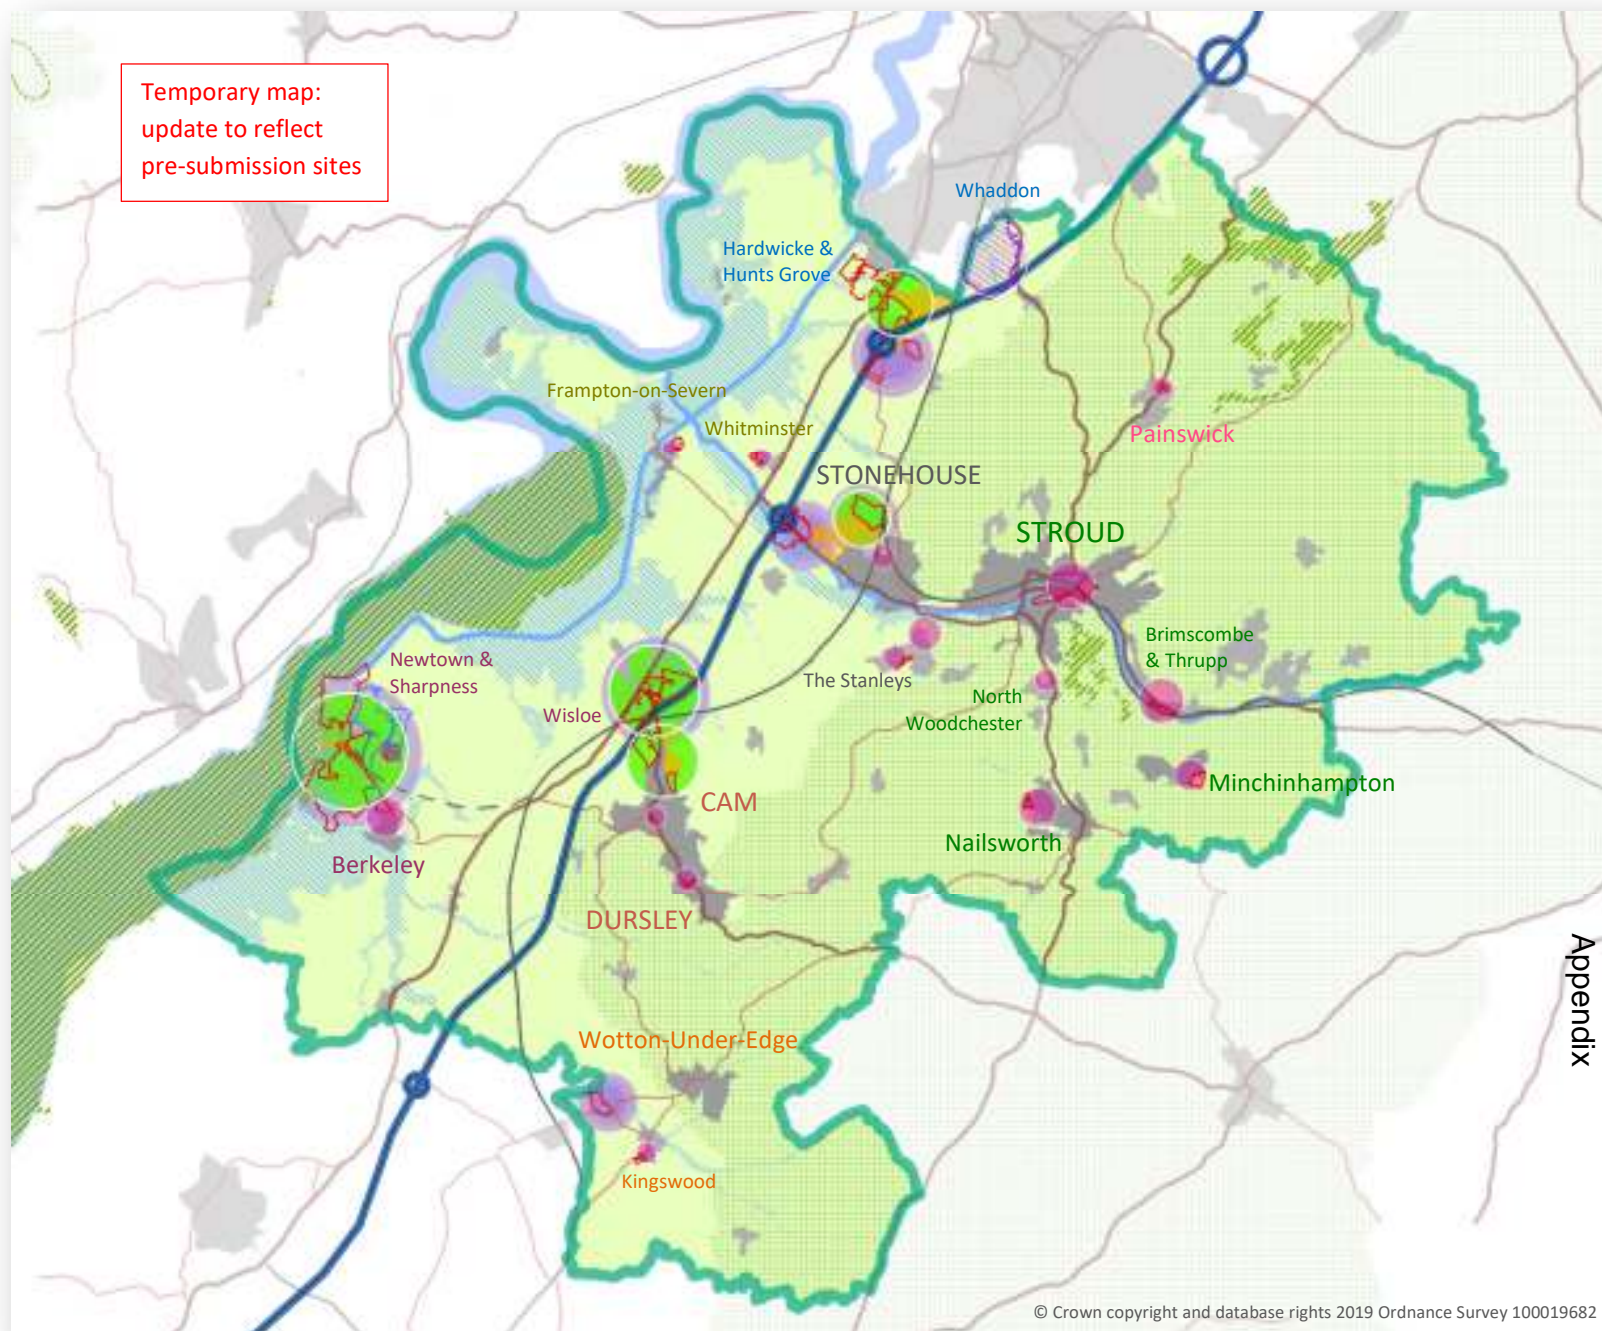 Temporary map:
update to reflect
pre-submission sites
Whaddon
Hardwicke &
Hunts Grove
Frampton-on-Severn
Whitminster
Painswick
STONEHOUSE
STROUD
Brimscombe
& Thrupp
Newtown &
Sharpness
The Stanleys
North
Woodchester
Wisloe
Minchinhampton
CAM
Nailsworth
Berkeley
DURSLEY
Appendix
Wotton-Under-Edge
Kingswood
© Crown copyright and database rights 2019 Ordnance Survey 100019682